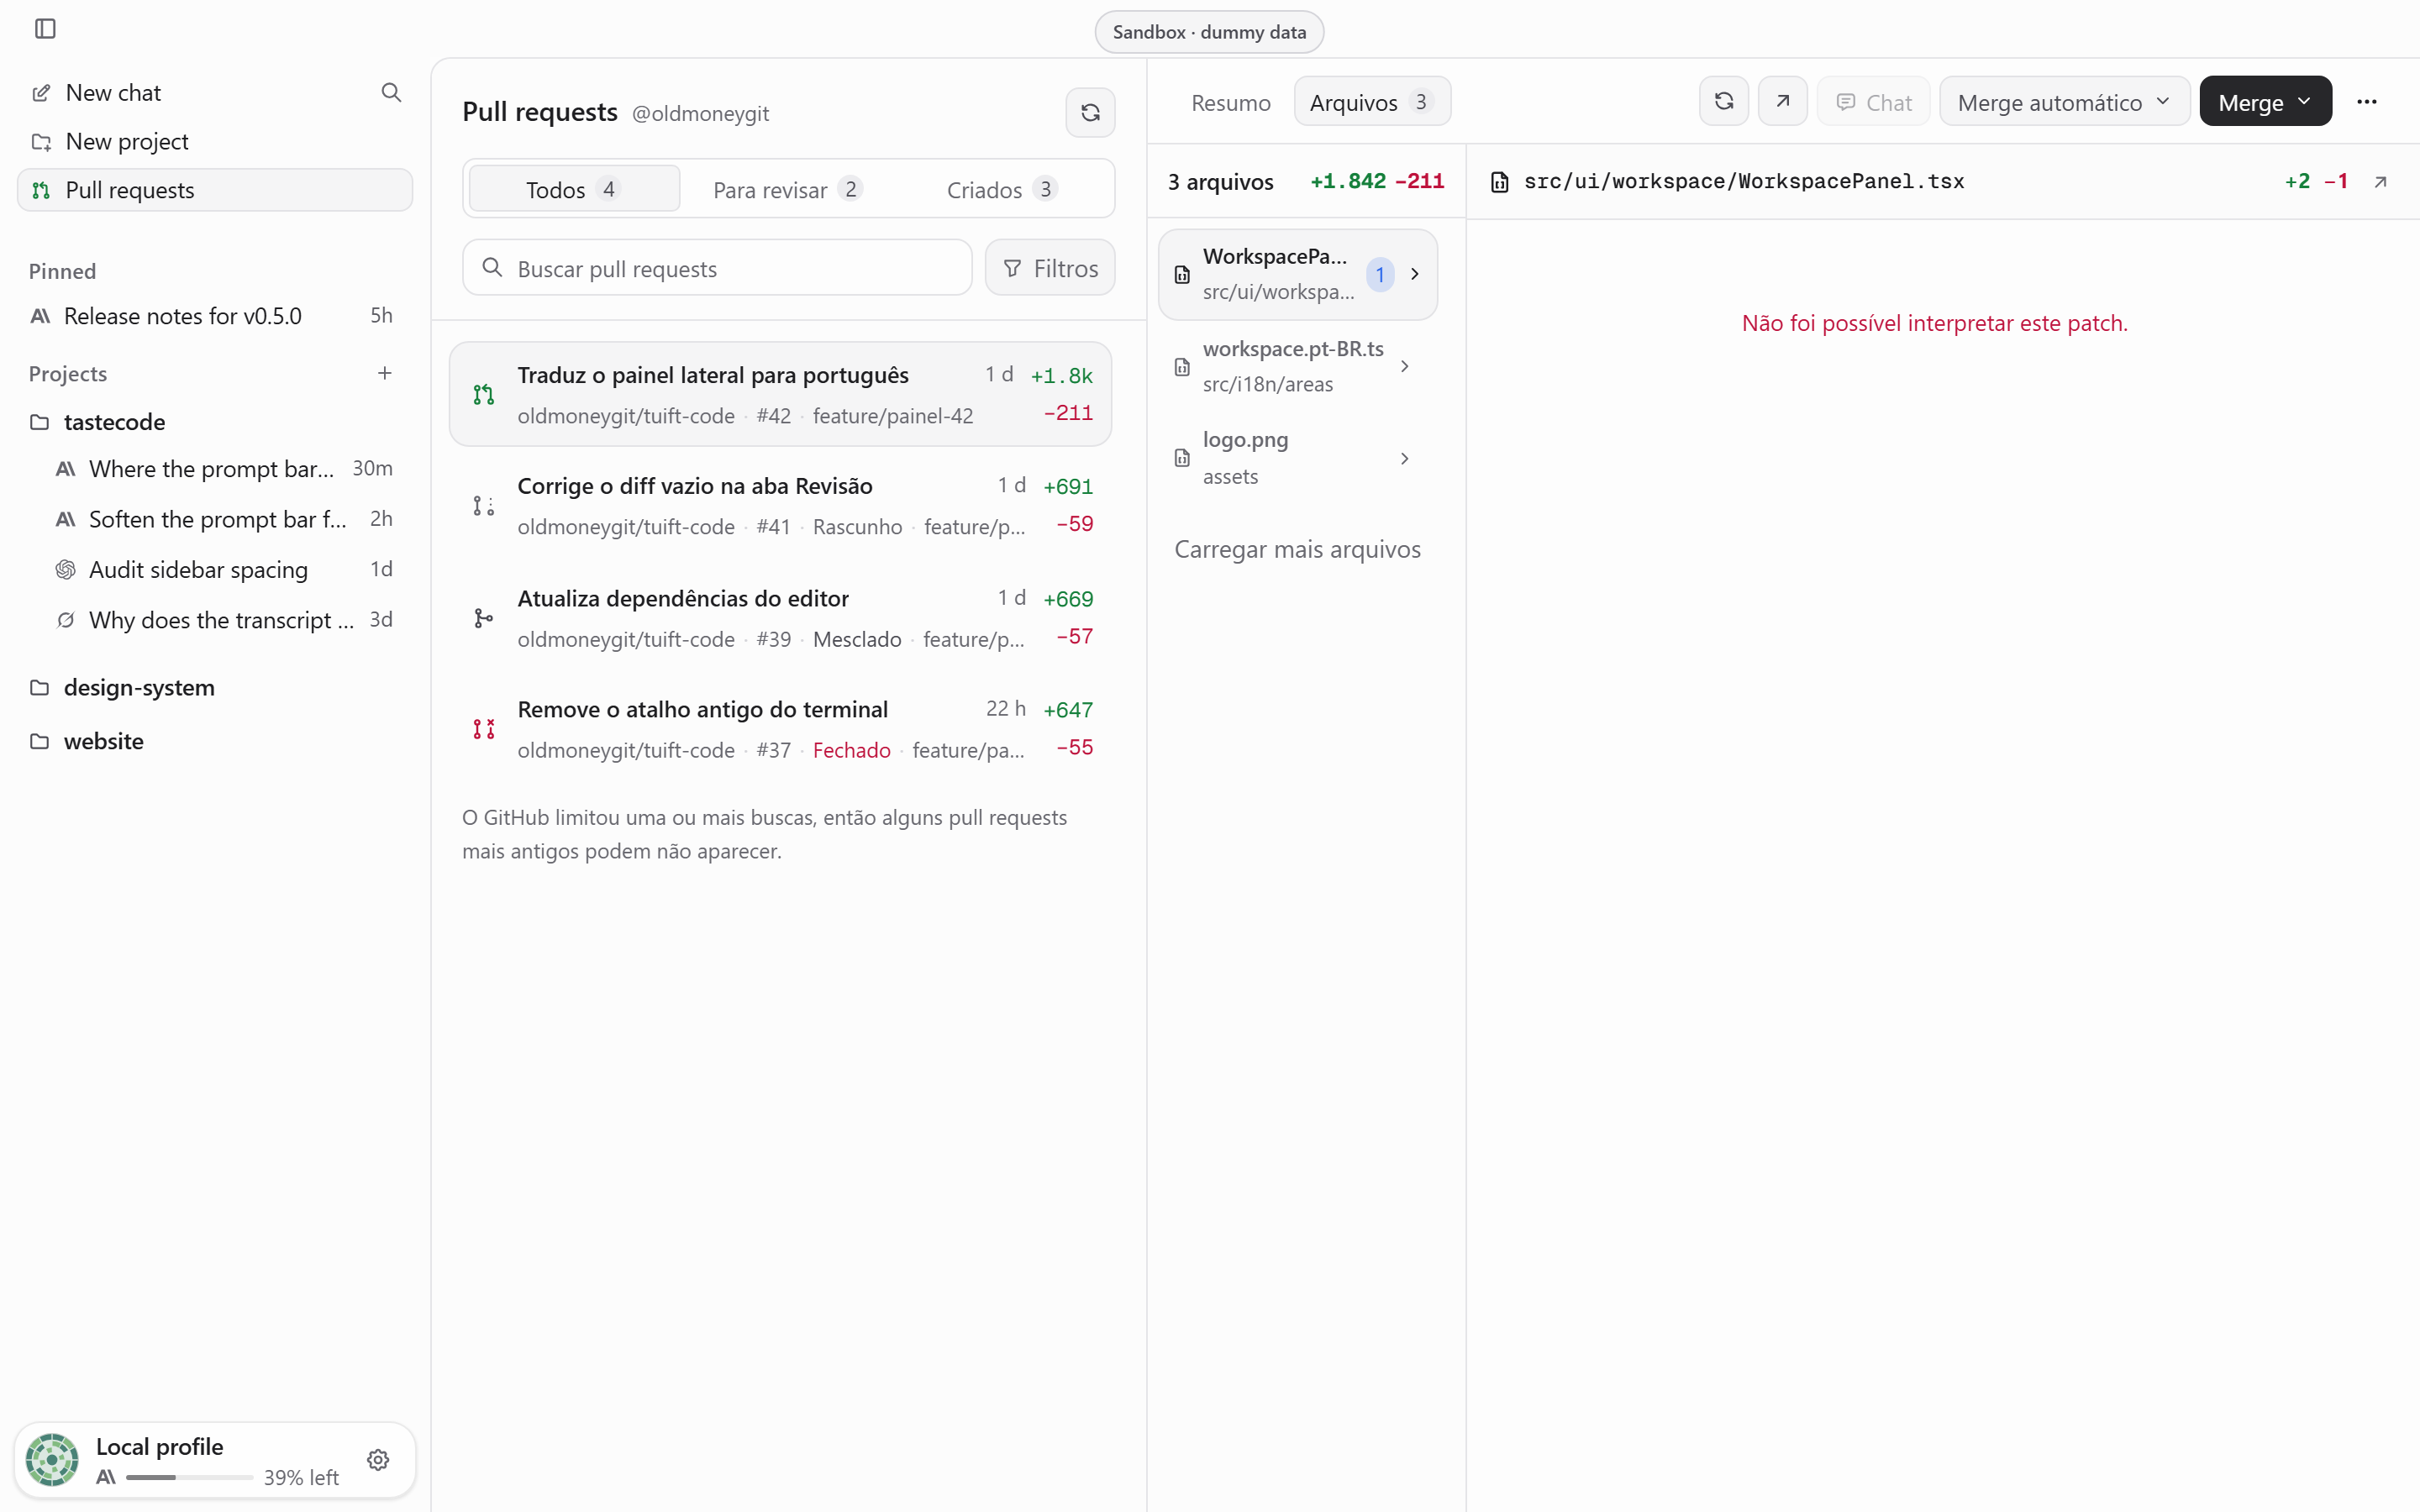 Sandbox · dummy data
New chat
New project
Pull requests
Pinned
Release notes for v0.5.0 5h
Projects
tastecode
Where the prompt bar... 30m
Soften the prompt bar f... 2h
Audit sidebar spacing 1d
Why does the transcript ... 3d
design-system
website
Local profile
39% left
Pull requests @oldmoneygit
Todos 4 Para revisar 2 Criados 3
Buscar pull requests Filtros
Traduz o painel lateral para português 1 d +1.8k
oldmoneygit/tuift-code · #42 · feature/painel-42 -211
Corrige o diff vazio na aba Revisão 1 d +691
oldmoneygit/tuift-code · #41 · Rascunho · feature/p... -59
Atualiza dependências do editor 1 d +669
oldmoneygit/tuift-code · #39 · Mesclado · feature/p... -57
Remove o atalho antigo do terminal 22 h +647
oldmoneygit/tuift-code · #37 · Fechado · feature/pa... -55
O GitHub limitou uma ou mais buscas, então alguns pull requests
mais antigos podem não aparecer.
Resumo Arquivos 3 Chat Merge automático Merge
3 arquivos +1.842 -211
WorkspacePa... 1
src/ui/workspa...
workspace.pt-BR.ts
src/i18n/areas
logo.png
assets
Carregar mais arquivos
src/ui/workspace/WorkspacePanel.tsx +2 -1
Não foi possível interpretar este patch.